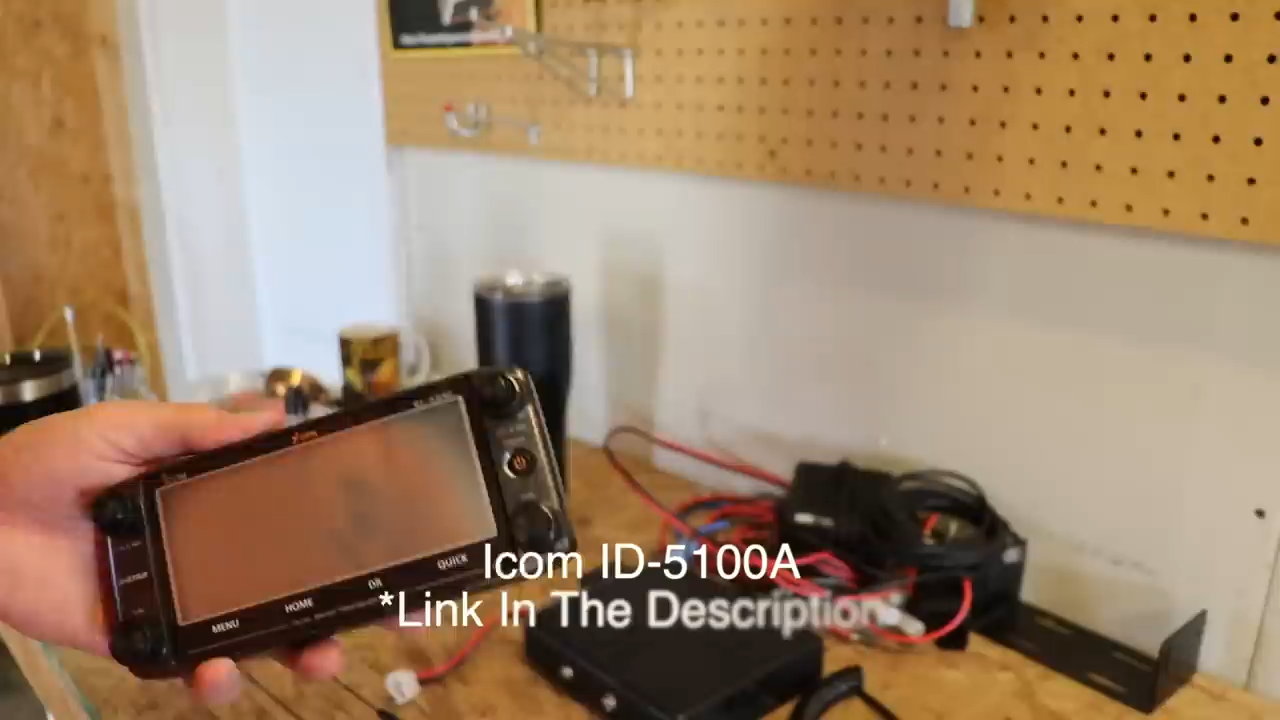 HOME
DR
QUICK
MENU
Icom ID-5100A
*Link In The Description*